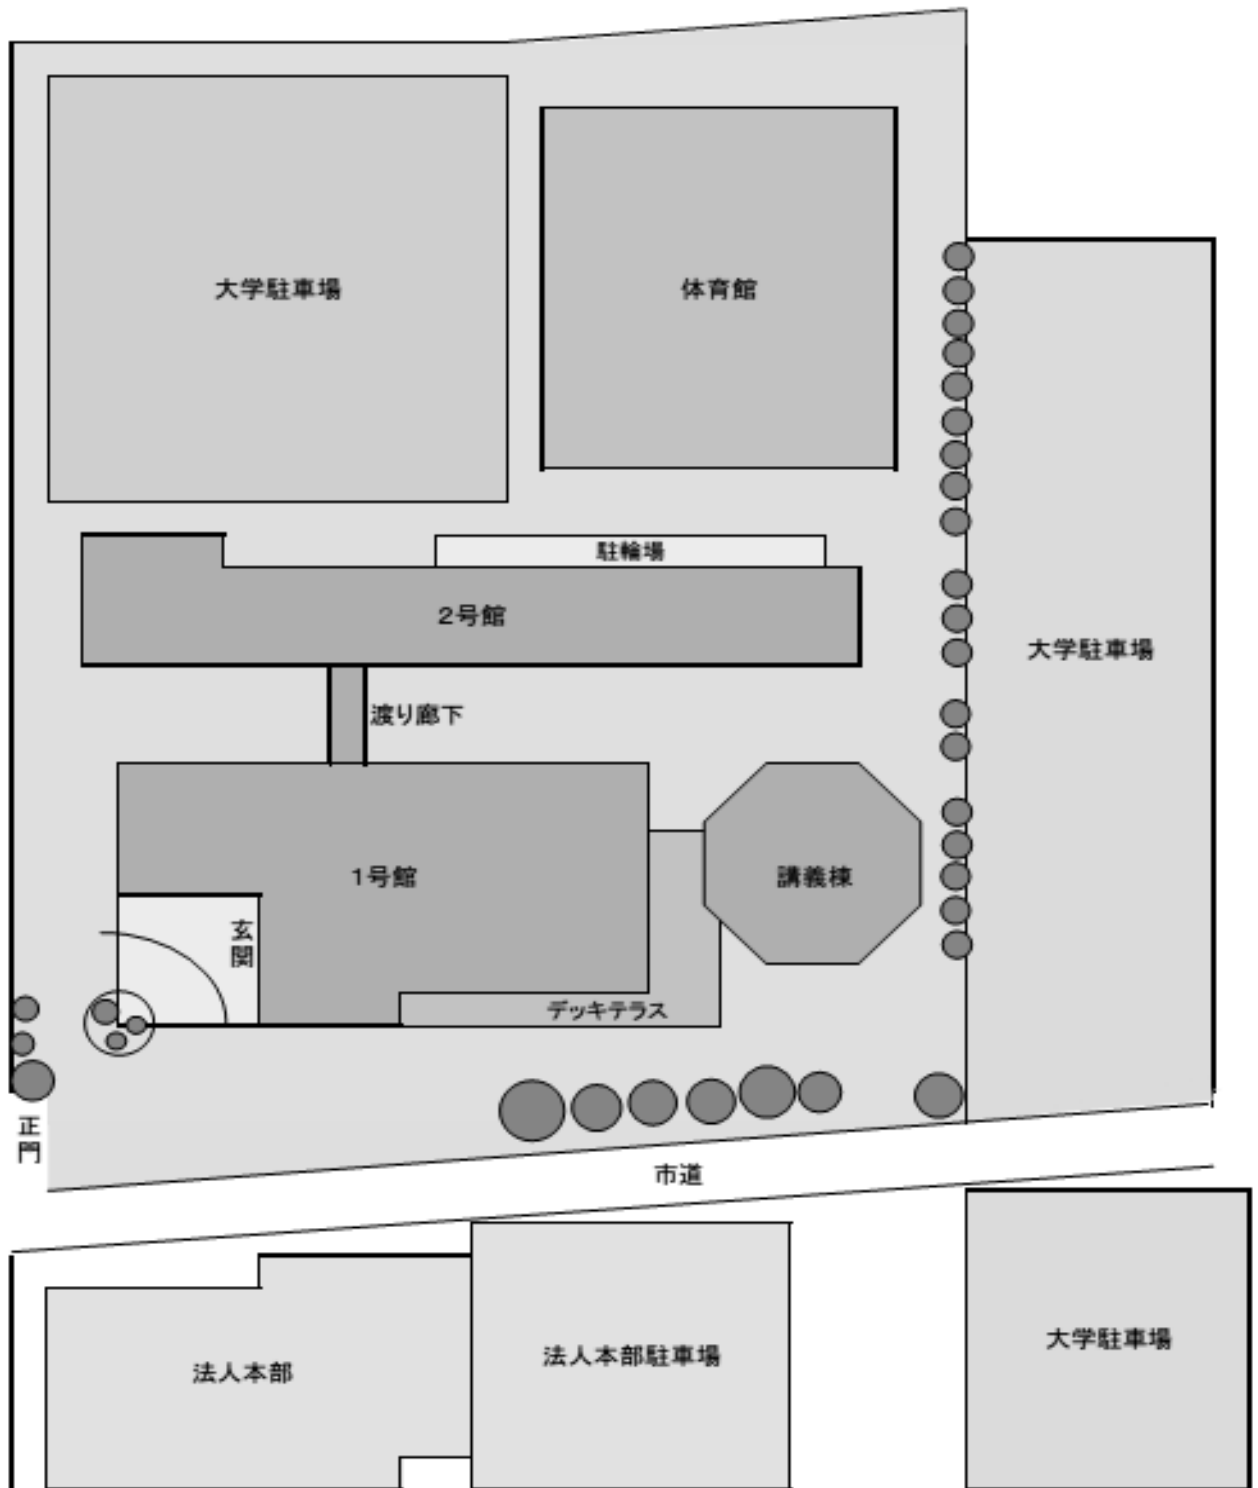 大学駐車場
体育館
駐輪場
２号館
大学駐車場
渡り廊下
１号館
講義棟
玄関
デッキテラス
正門
市道
大学駐車場
法人本部駐車場
法人本部